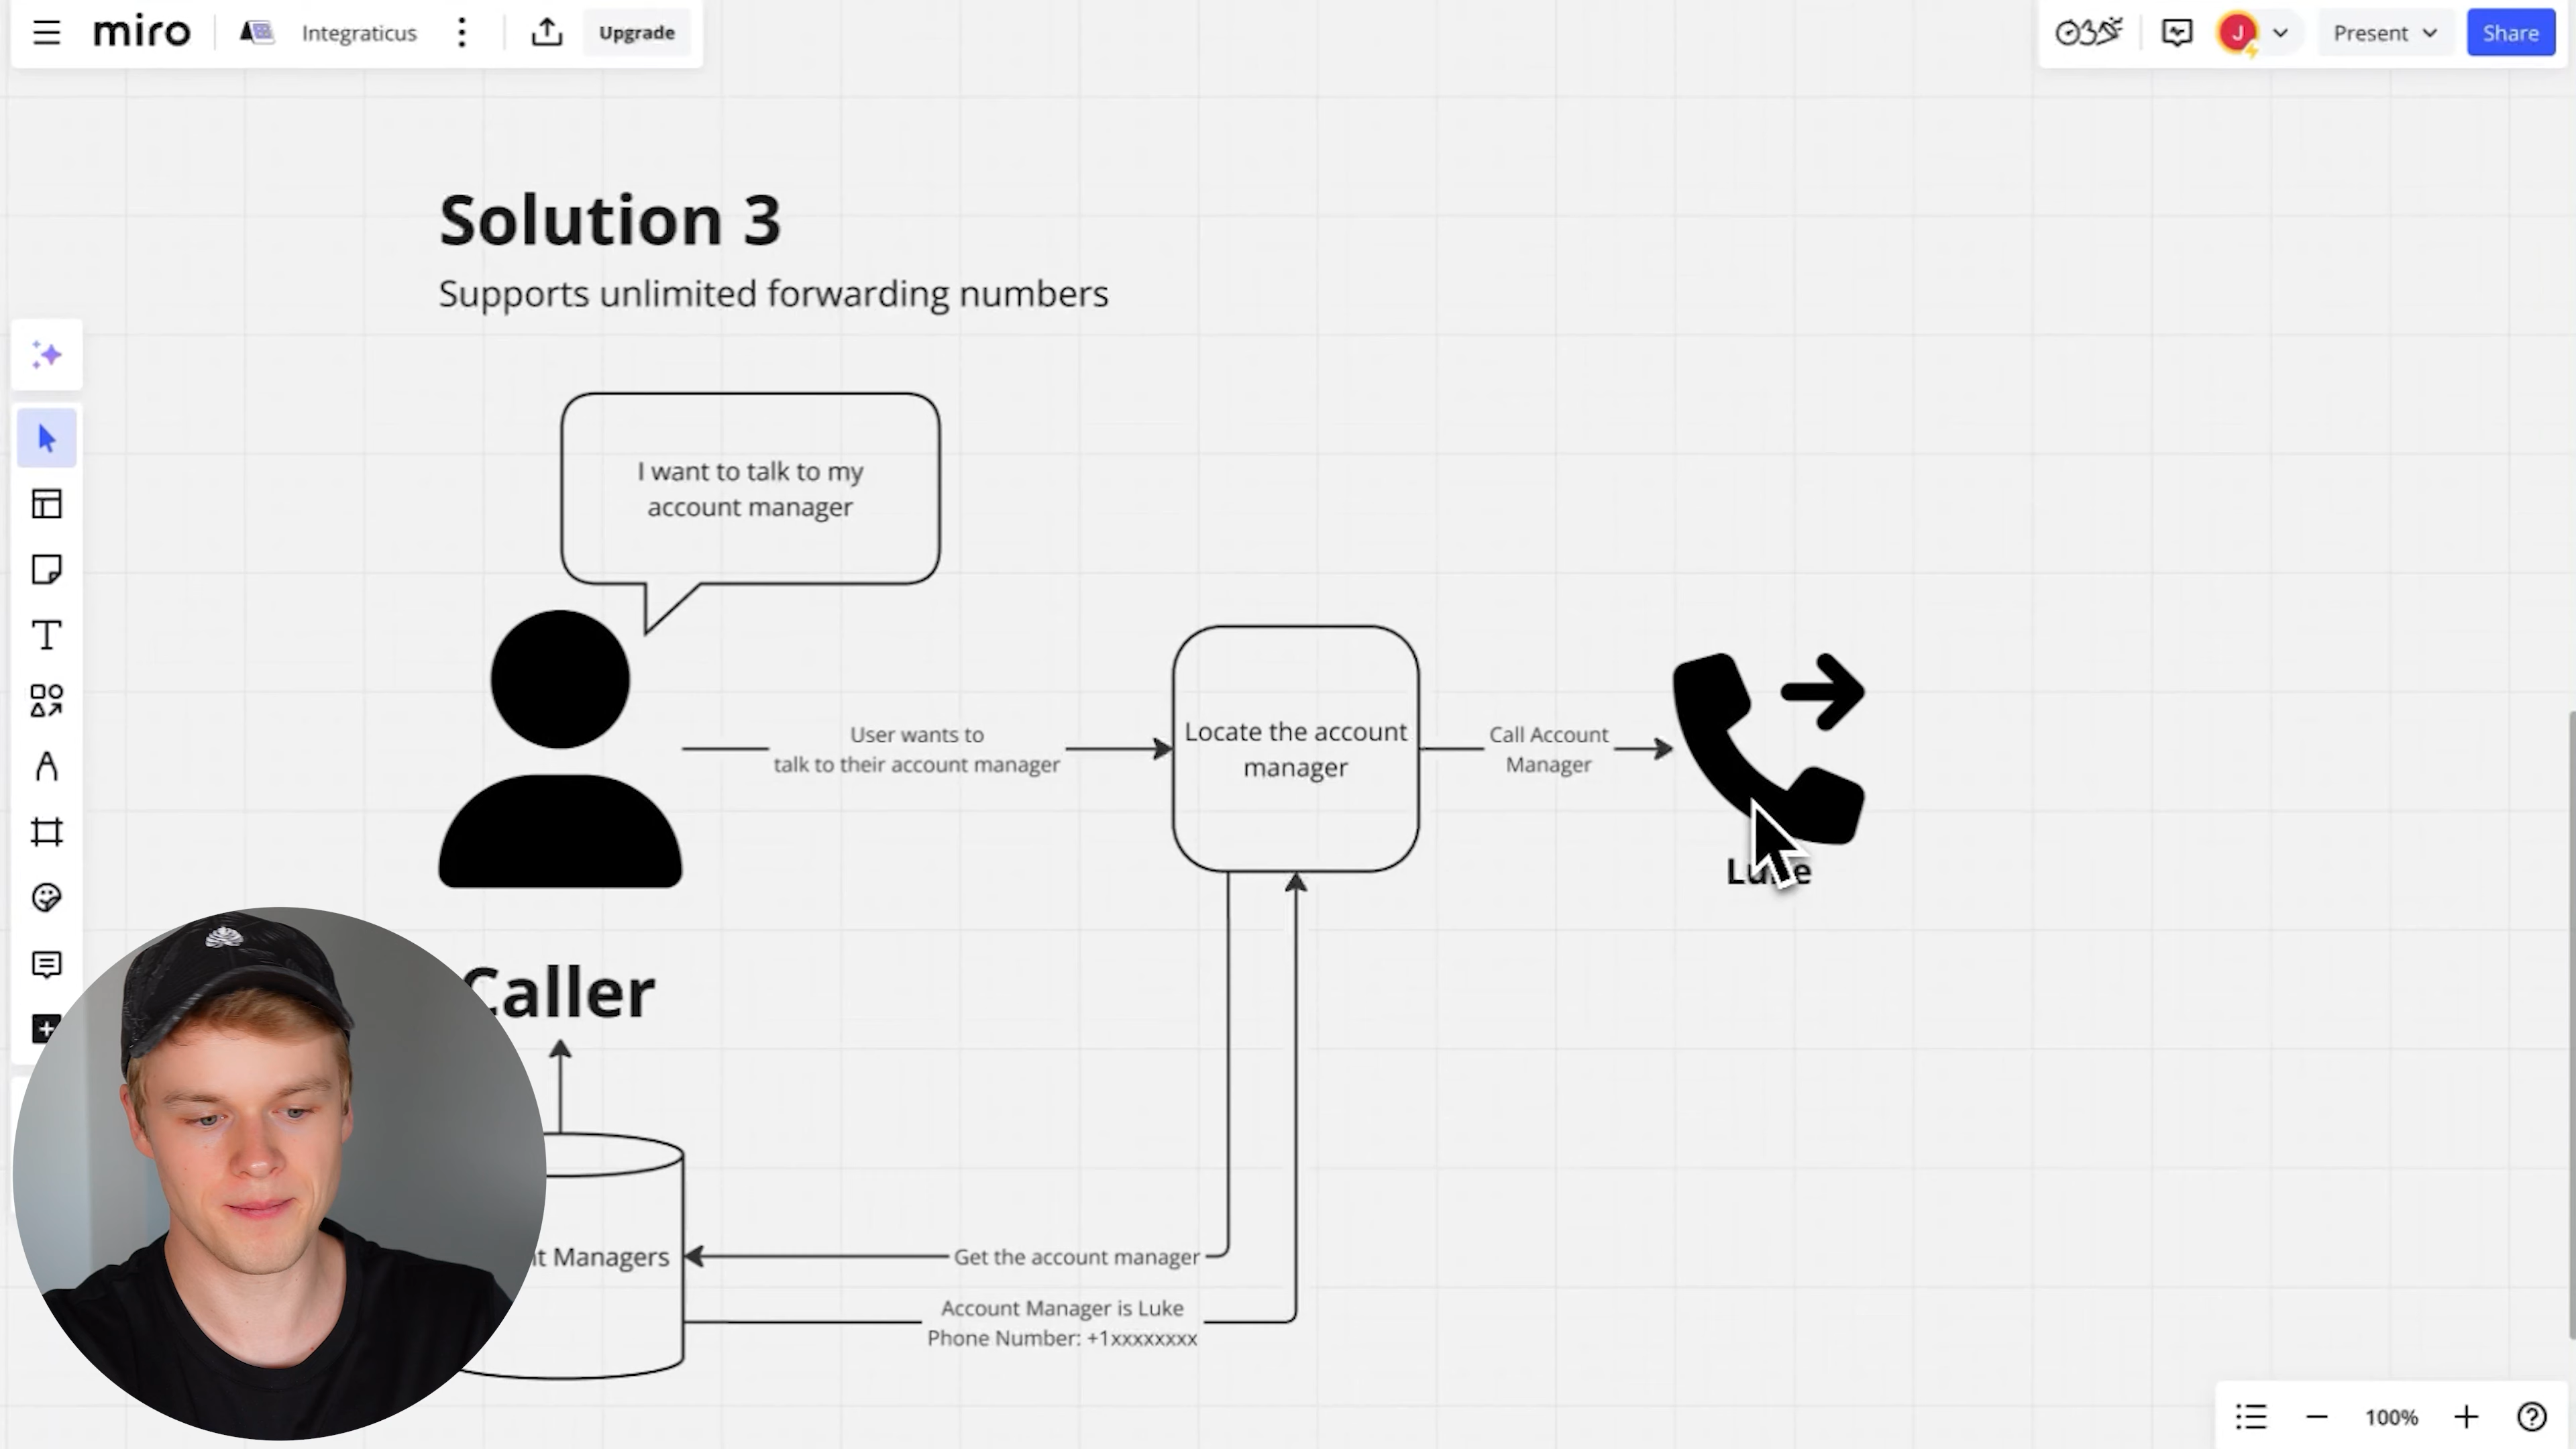 miro
Integraticus
Upgrade
J
Present
Share
Solution 3
Supports unlimited forwarding numbers
I want to talk to my
account manager
User wants to
talk to their account manager
Locate the account
manager
Call Account
Manager
Caller
Managers
Get the account manager
Account Manager is Luke
Phone Number: +1xxxxxxxx
100%